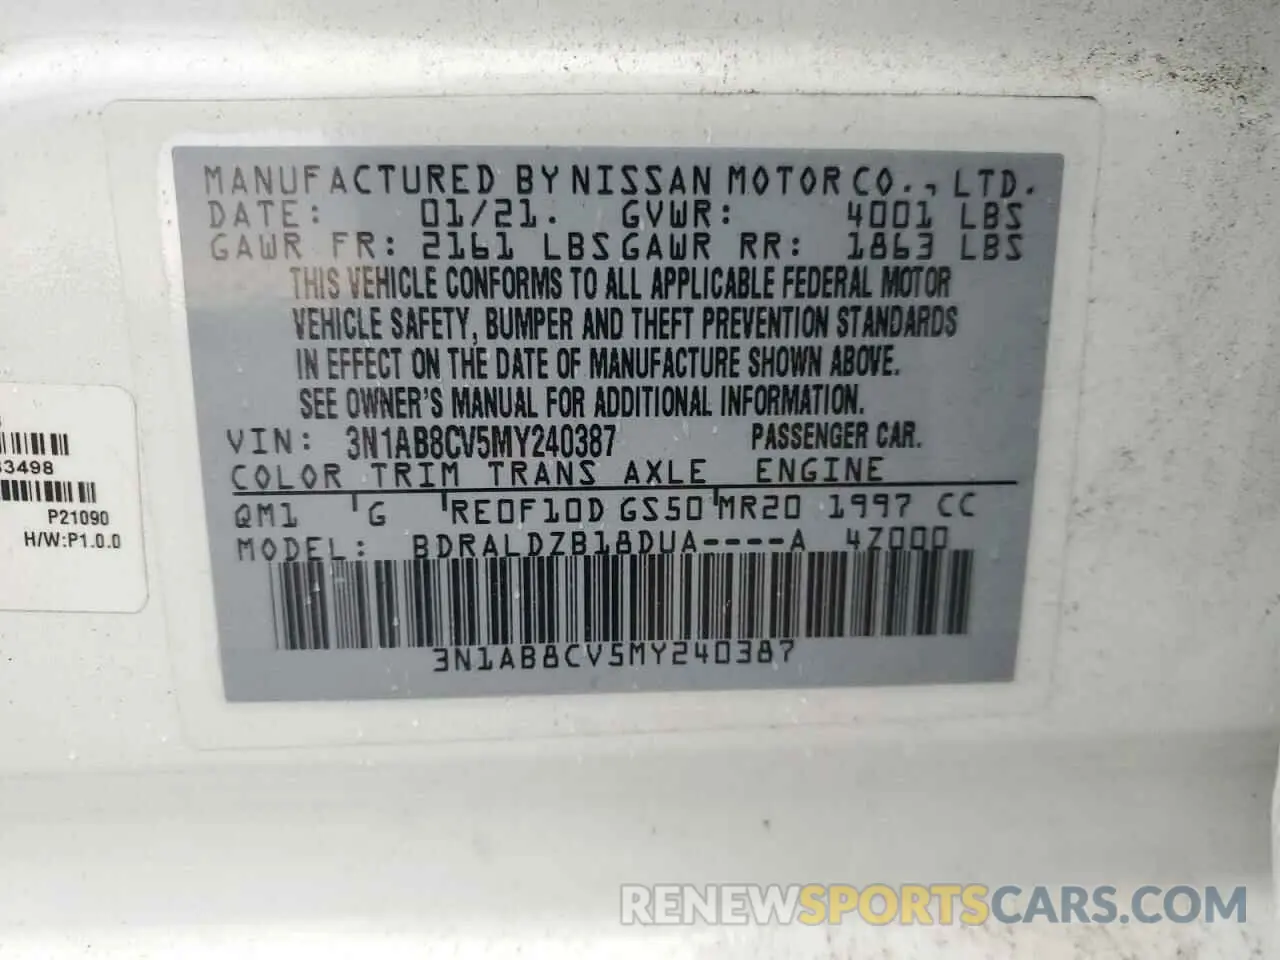 MANUFACTURED BY NISSAN MOTOR CO., LTD.
DATE: 01/21. GVWR: 4001 LBS
GAWR FR: 2161 LBS GAWR RR: 1863 LBS
THIS VEHICLE CONFORMS TO ALL APPLICABLE FEDERAL MOTOR
VEHICLE SAFETY, BUMPER AND THEFT PREVENTION STANDARDS
IN EFFECT ON THE DATE OF MANUFACTURE SHOWN ABOVE.
SEE OWNER'S MANUAL FOR ADDITIONAL INFORMATION.
VIN: 3N1AB8CV5MY240387 PASSENGER CAR.
COLOR TRIM TRANS AXLE ENGINE
QM1 G RE0F10D GS50 MR20 1997 CC
MODEL: BDRALDZB18DUA----A 4Z000
3N1AB8CV5MY240387
3498
P21090
H/W:P1.0.0
RENEWSPORTSCARS.COM